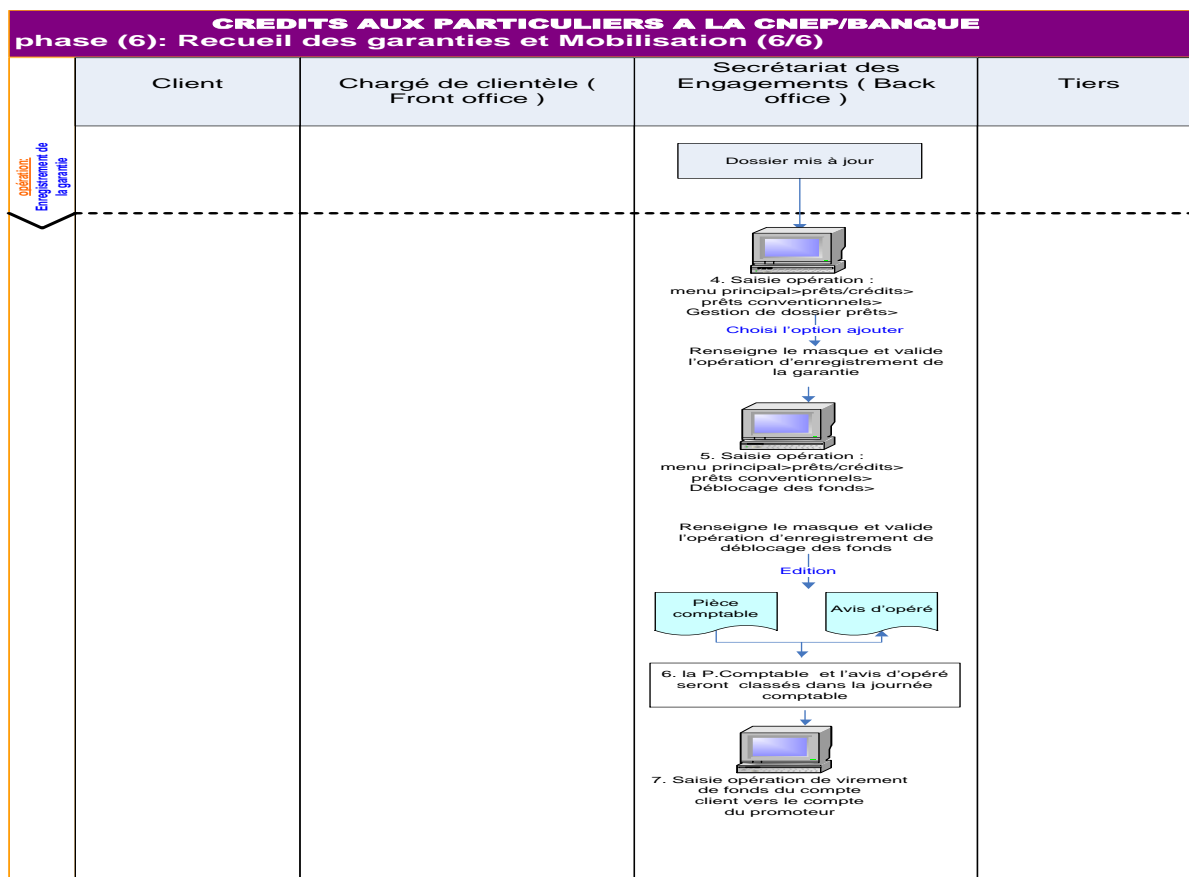 CREDITS AUX PARTICULIERS A LA CNEP/BANQUE
phase (6): Recueil des garanties et Mobilisation (6/6)
Client
Chargé de clientèle (
Front office )
Secrétariat des
Engagements ( Back
office )
Tiers
opération:
Enregistrement de
la garantie
Dossier mis à jour
4. Saisie opération :
menu principal>prêts/crédits>
prêts conventionnels>
Gestion de dossier prêts>
Choisi l'option ajouter
Renseigne le masque et valide
l'opération d'enregistrement de
la garantie
5. Saisie opération :
menu principal>prêts/crédits>
prêts conventionnels>
Déblocage des fonds>
Renseigne le masque et valide
l'opération d'enregistrement de
déblocage des fonds
Edition
Pièce
comptable
Avis d'opéré
6. la P.Comptable et l'avis d'opéré
seront classés dans la journée
comptable
7. Saisie opération de virement
de fonds du compte
client vers le compte
du promoteur